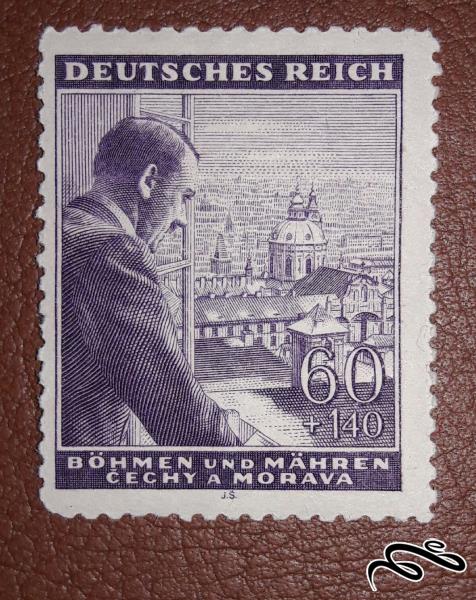 DEUTSCHES REICH
60
+ 140
BÖHMEN UND MÄHREN
ČECHY A MORAVA
J.Š.